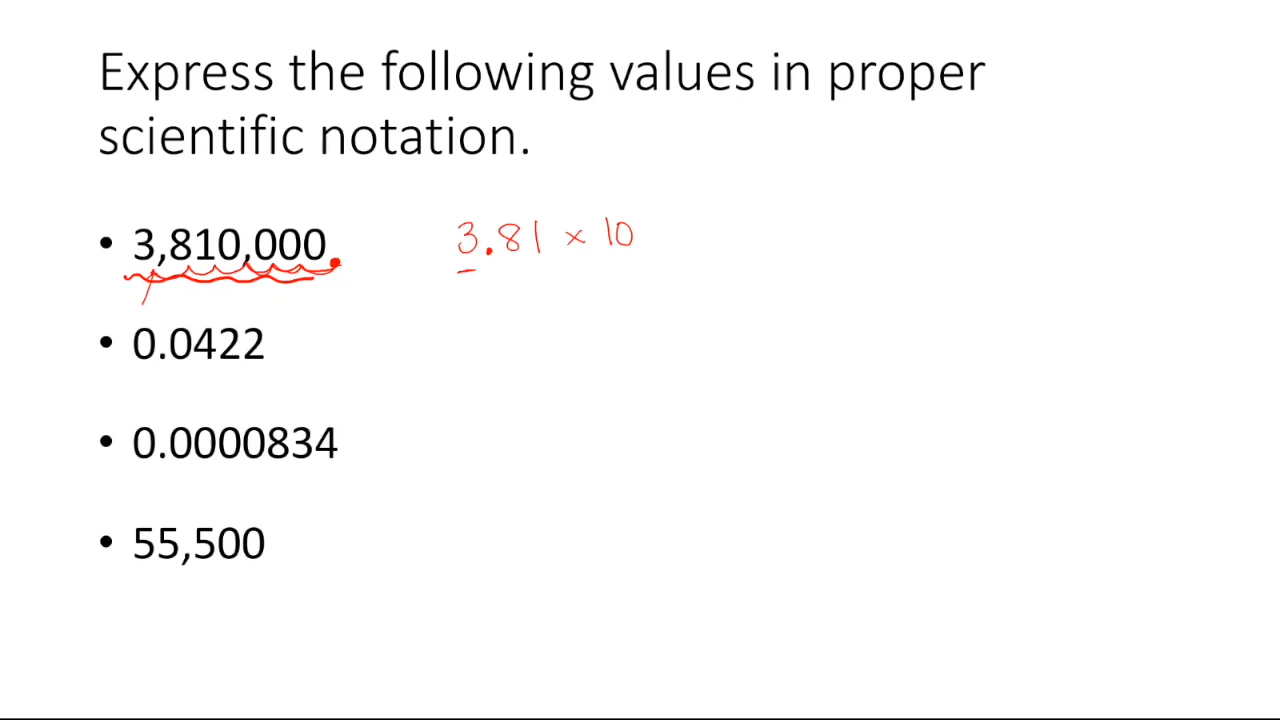 Express the following values in proper
scientific notation.
• 3,810,000. 3.81 × 10
• 0.0422
• 0.0000834
• 55,500